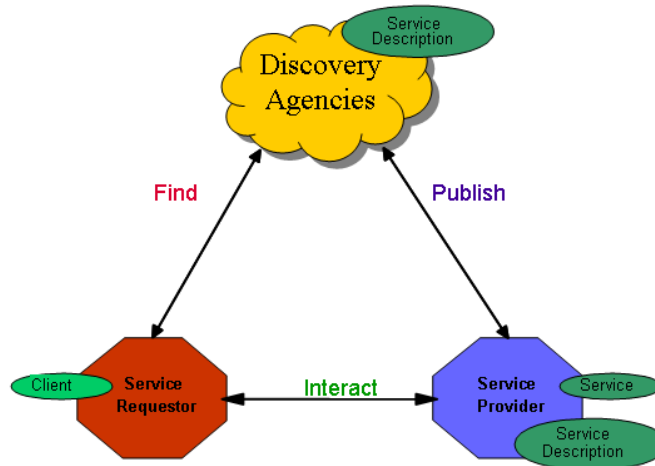 Service
Description
Discovery
Agencies
Find
Publish
Client
Service
Requestor
Interact
Service
Provider
Service
Service
Description